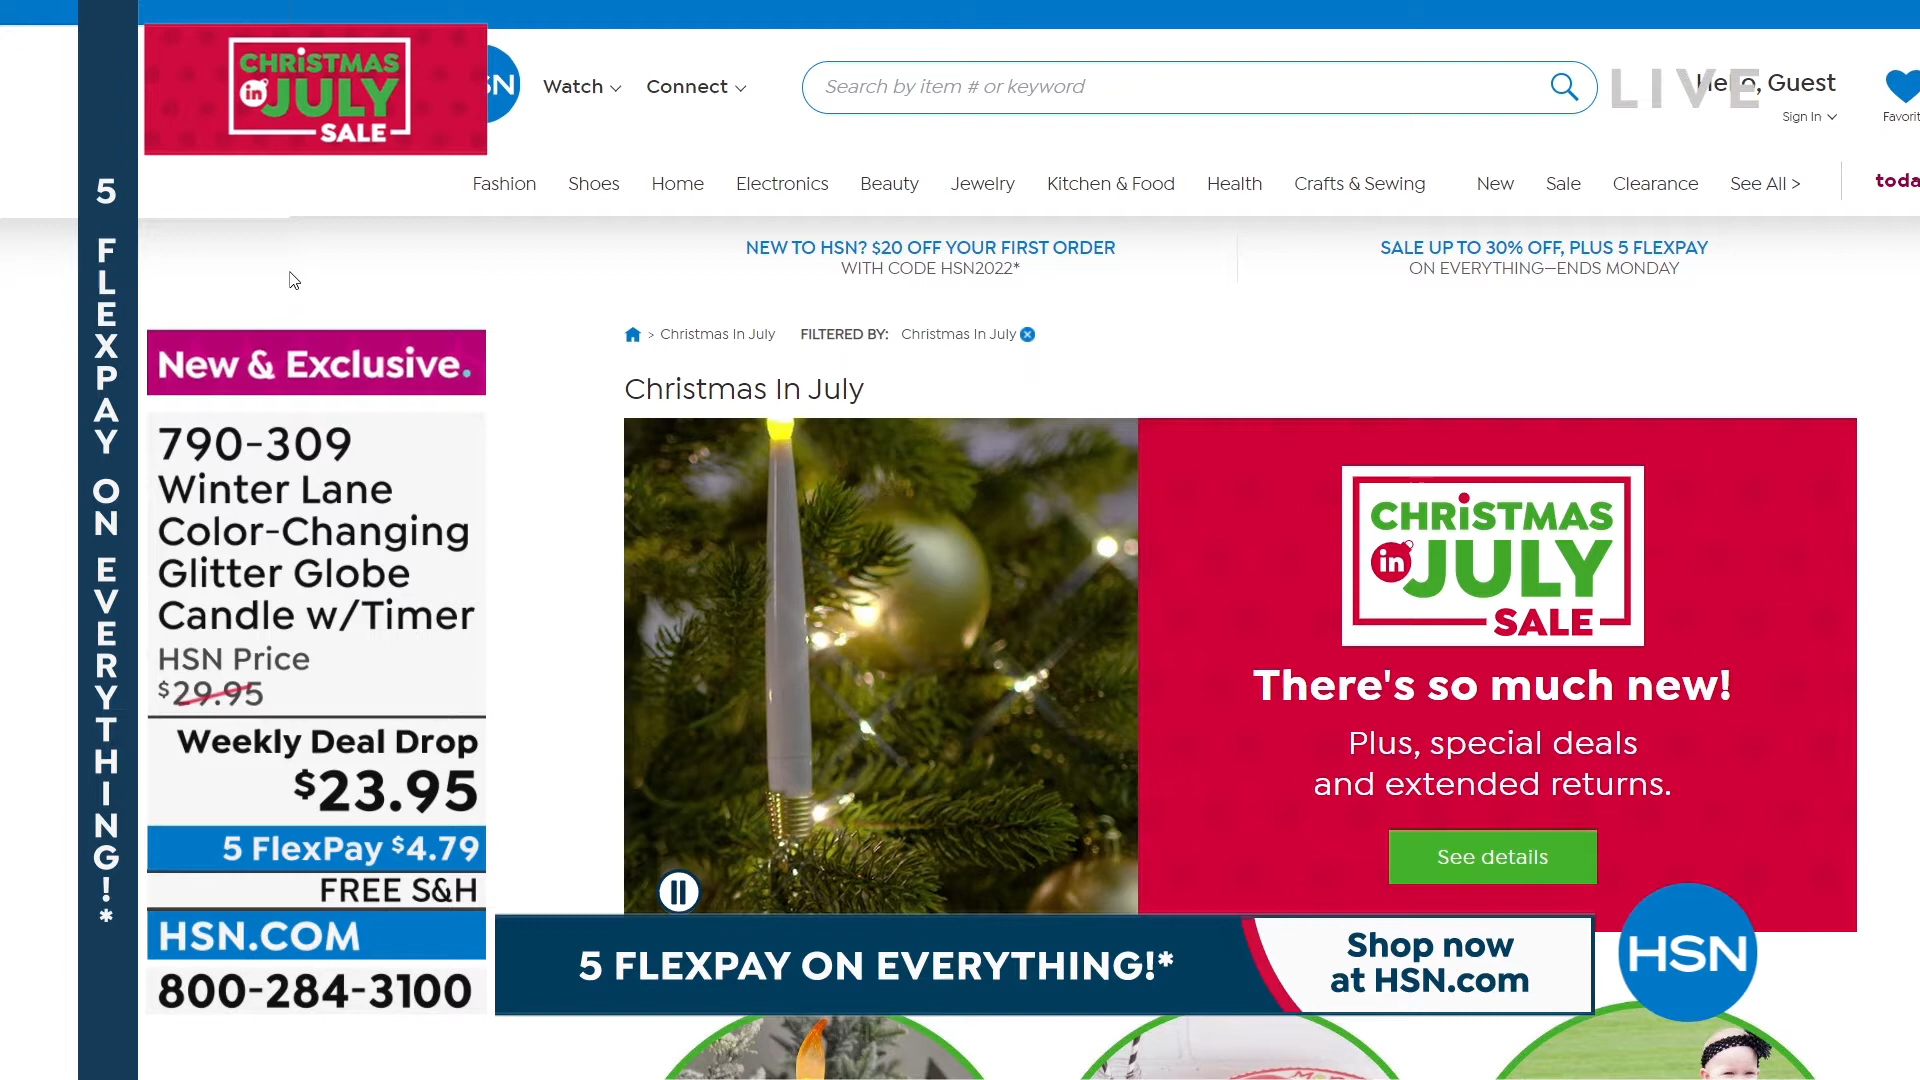 5 FLEXPAY ON EVERYTHING!*
CHRiSTMAS
in JULY
SALE
SN
Watch
Connect
Search by item # or keyword
LIVE
Hello, Guest
Sign In
Fashion
Shoes
Home
Electronics
Beauty
Jewelry
Kitchen & Food
Health
Crafts & Sewing
New
Sale
Clearance
See All >
NEW TO HSN? $20 OFF YOUR FIRST ORDER
WITH CODE HSN2022*
SALE UP TO 30% OFF, PLUS 5 FLEXPAY
ON EVERYTHING—ENDS MONDAY
> Christmas In July
FILTERED BY: Christmas In July
Christmas In July
New & Exclusive.
790-309
Winter Lane
Color-Changing
Glitter Globe
Candle w/Timer
HSN Price
$29.95
Weekly Deal Drop
$23.95
5 FlexPay $4.79
FREE S&H
HSN.COM
800-284-3100
CHRiSTMAS
in JULY
SALE
There's so much new!
Plus, special deals
and extended returns.
See details
5 FLEXPAY ON EVERYTHING!*
Shop now
at HSN.com
HSN